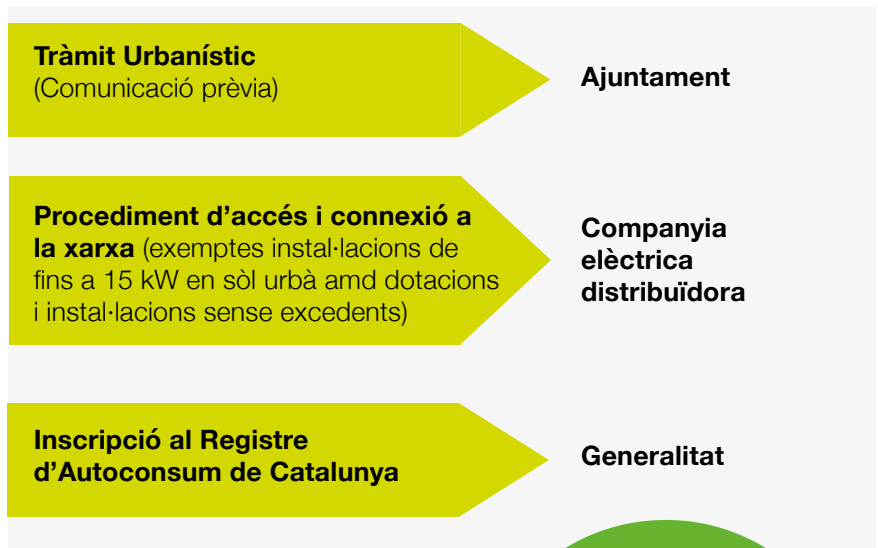 Tràmit Urbanístic
(Comunicació prèvia)
Ajuntament
Procediment d'accés i connexió a
la xarxa (exemptes instal·lacions de
fins a 15 kW en sòl urbà amd dotacions
i instal·lacions sense excedents)
Companyia
elèctrica
distribuïdora
Inscripció al Registre
d'Autoconsum de Catalunya
Generalitat